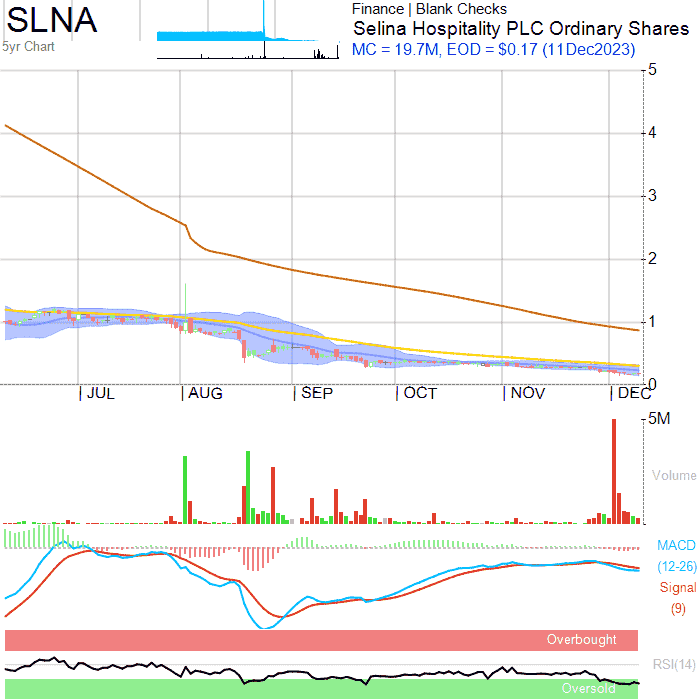 SLNA
5yr Chart
Finance | Blank Checks
Selina Hospitality PLC Ordinary Shares
MC = 19.7M, EOD = $0.17 (11Dec2023)
5
4
3
2
1
0
JUL
AUG
SEP
OCT
NOV
DEC
5M
Volume
MACD
(12-26)
Signal
(9)
Overbought
RSI(14)
Oversold